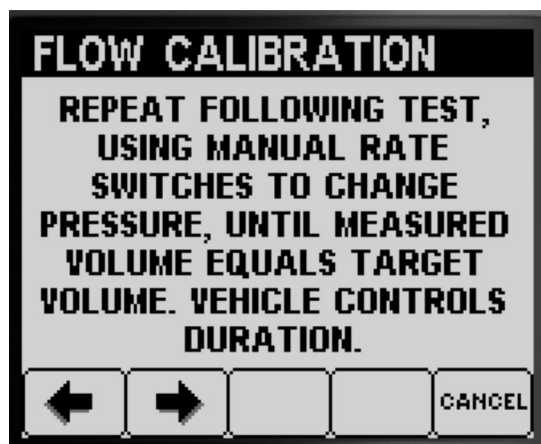 FLOW CALIBRATION
REPEAT FOLLOWING TEST,
USING MANUAL RATE
SWITCHES TO CHANGE
PRESSURE, UNTIL MEASURED
VOLUME EQUALS TARGET
VOLUME. VEHICLE CONTROLS
DURATION.
CANCEL